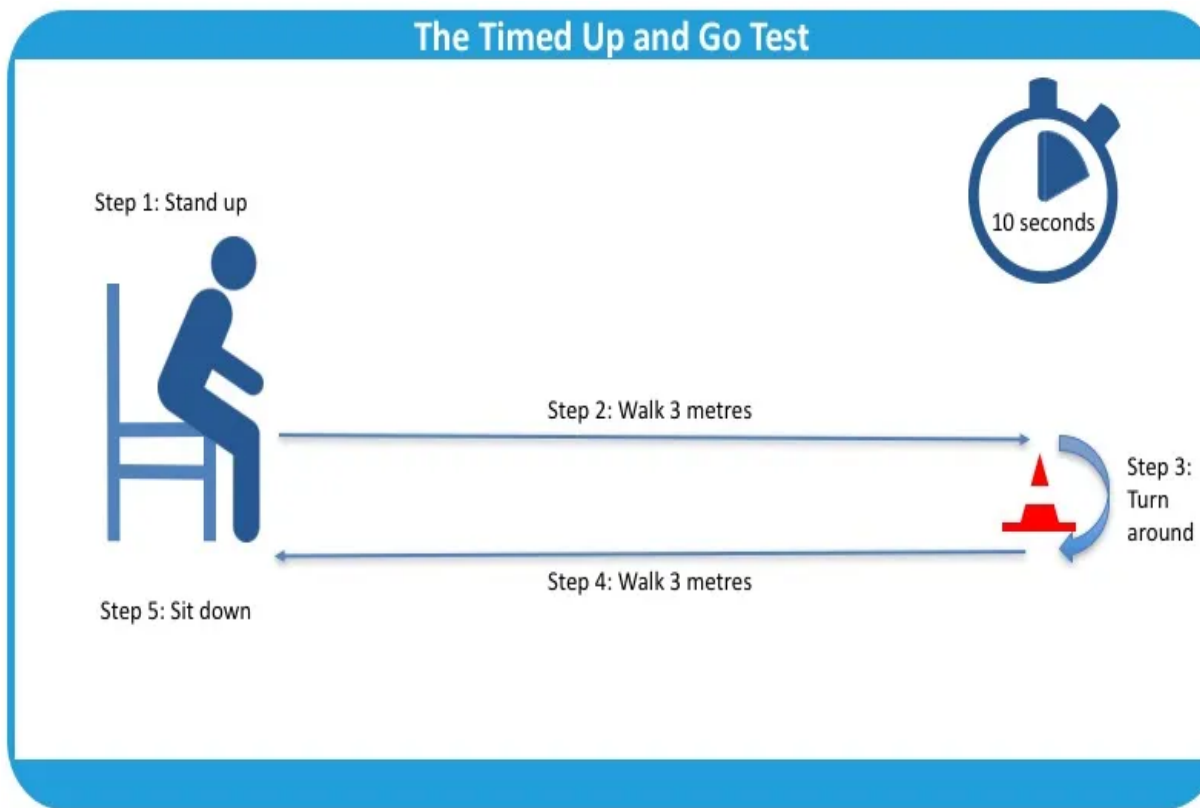 The Timed Up and Go Test
10 seconds
Step 1: Stand up
Step 2: Walk 3 metres
Step 3:
Turn
around
Step 4: Walk 3 metres
Step 5: Sit down